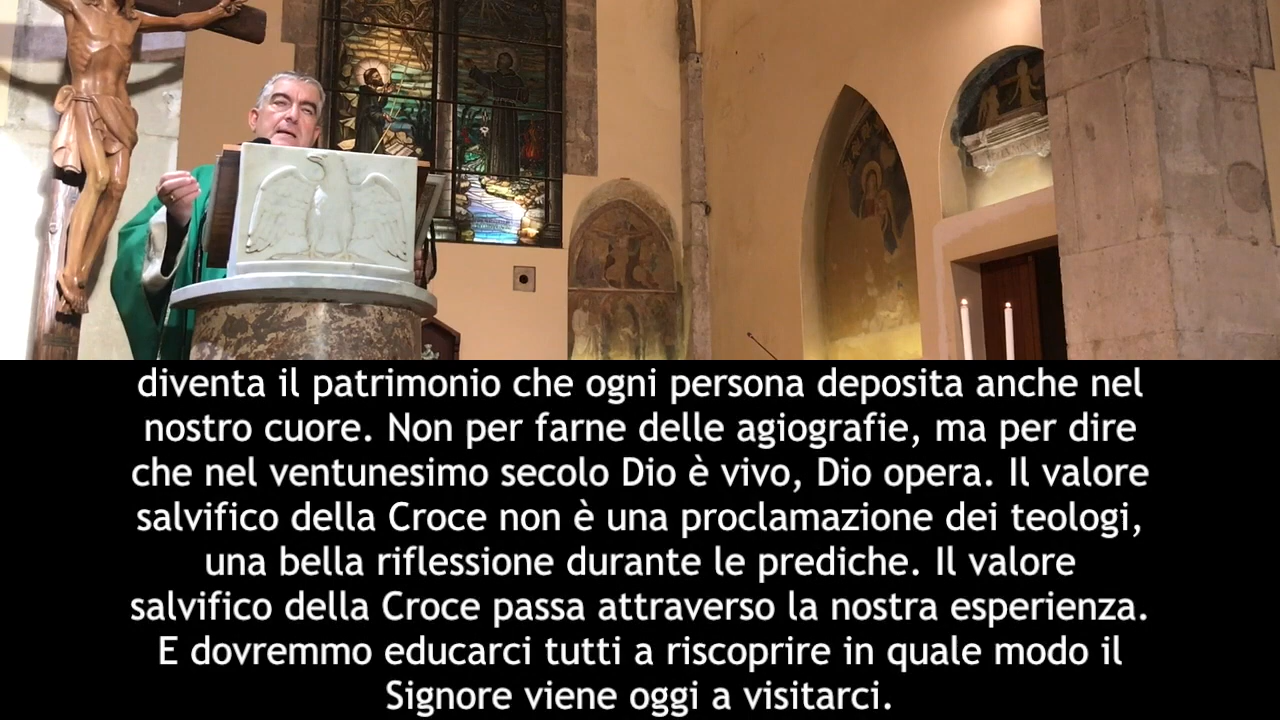 diventa il patrimonio che ogni persona deposita anche nel
nostro cuore. Non per farne delle agiografie, ma per dire
che nel ventunesimo secolo Dio è vivo, Dio opera. Il valore
salvifico della Croce non è una proclamazione dei teologi,
una bella riflessione durante le prediche. Il valore
salvifico della Croce passa attraverso la nostra esperienza.
E dovremmo educarci tutti a riscoprire in quale modo il
Signore viene oggi a visitarci.